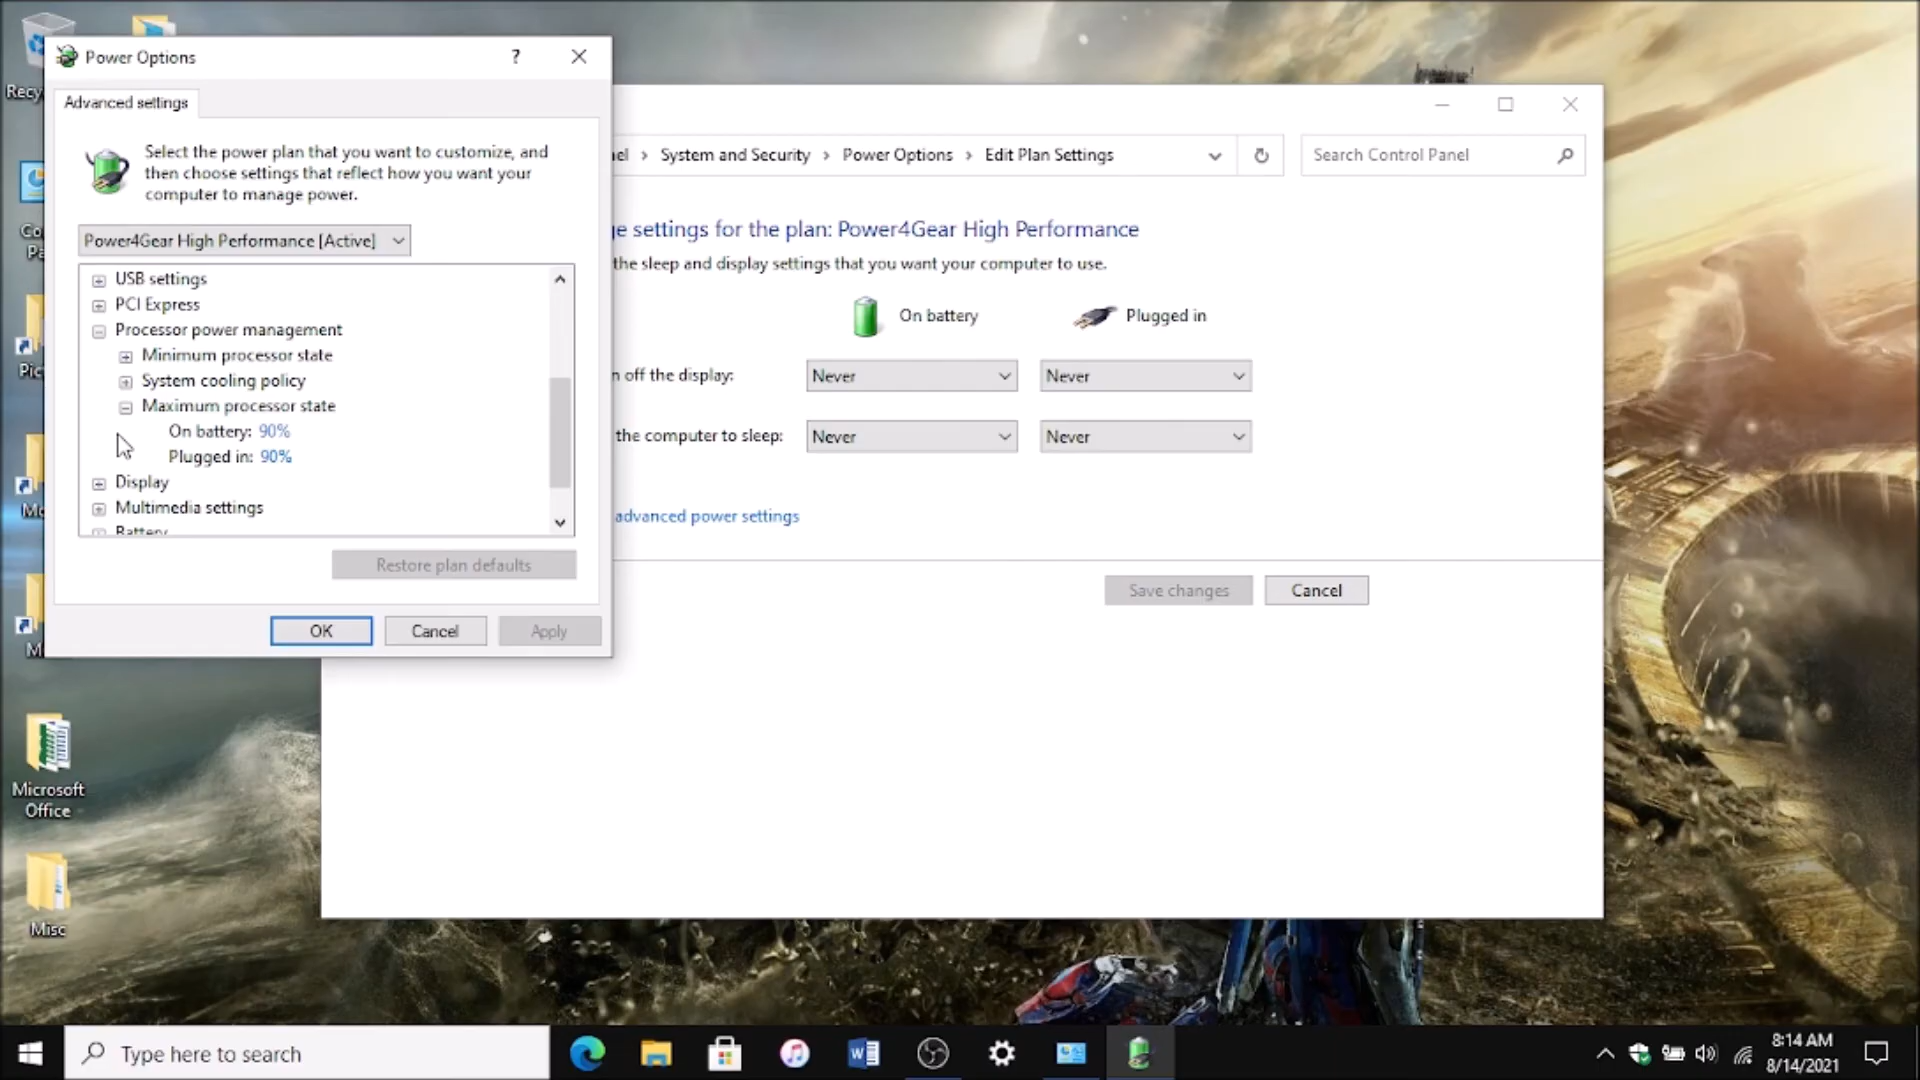 Power Options
?
Advanced settings
Select the power plan that you want to customize, and
then choose settings that reflect how you want your
computer to manage power.
Power4Gear High Performance [Active]
USB settings
PCI Express
Processor power management
Minimum processor state
System cooling policy
Maximum processor state
On battery: 90%
Plugged in: 90%
Display
Multimedia settings
Battery
Restore plan defaults
OK
Cancel
Apply
System and Security
Power Options
Edit Plan Settings
Search Control Panel
settings for the plan: Power4Gear High Performance
the sleep and display settings that you want your computer to use.
On battery
Plugged in
off the display:
Never
Never
the computer to sleep:
Never
Never
advanced power settings
Save changes
Cancel
Recy
Co
Pa
Pic
Mo
M
Microsoft
Office
Misc
Type here to search
8:14 AM
8/14/2021